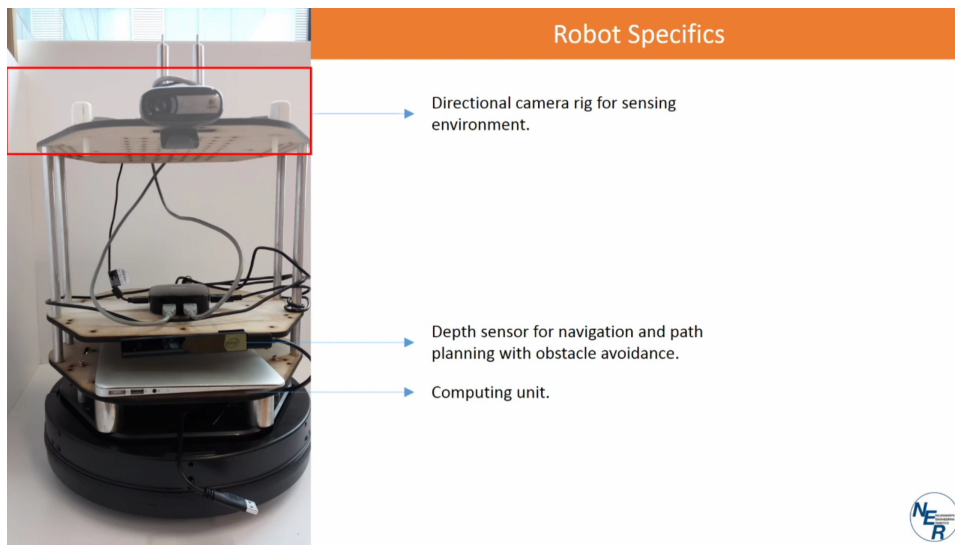 Robot Specifics
Directional camera rig for sensing
environment.
Depth sensor for navigation and path
planning with obstacle avoidance.
Computing unit.
NER